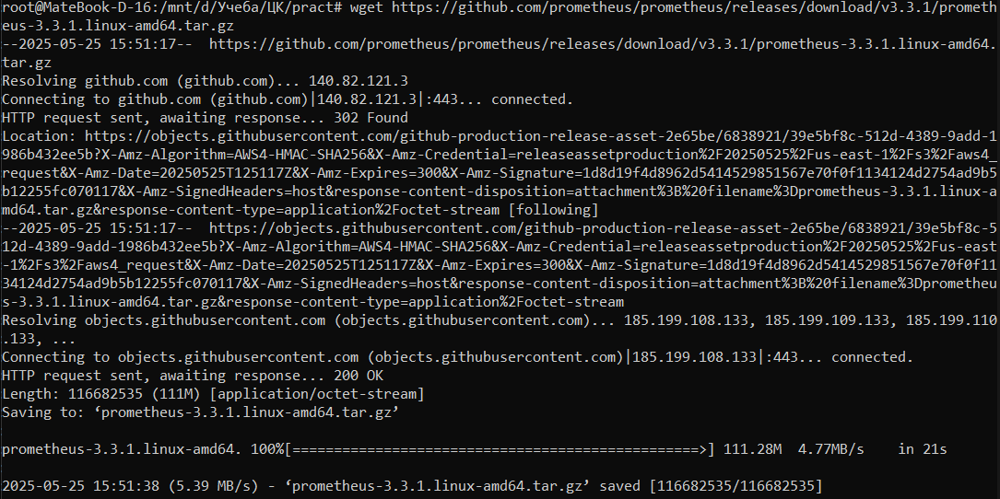 root@MateBook-D-16:/mnt/d/Учеба/ЦК/pract# wget https://github.com/prometheus/prometheus/releases/download/v3.3.1/prometh
eus-3.3.1.linux-amd64.tar.gz
--2025-05-25 15:51:17--  https://github.com/prometheus/prometheus/releases/download/v3.3.1/prometheus-3.3.1.linux-amd64.
tar.gz
Resolving github.com (github.com)... 140.82.121.3
Connecting to github.com (github.com)|140.82.121.3|:443... connected.
HTTP request sent, awaiting response... 302 Found
Location: https://objects.githubusercontent.com/github-production-release-asset-2e65be/6838921/39e5bf8c-512d-4389-9add-1
986b432ee5b?X-Amz-Algorithm=AWS4-HMAC-SHA256&X-Amz-Credential=releaseassetproduction%2F20250525%2Fus-east-1%2Fs3%2Faws4_
request&X-Amz-Date=20250525T125117Z&X-Amz-Expires=300&X-Amz-Signature=1d8d19f4d8962d5414529851567e70f0f1134124d2754ad9b5
b12255fc070117&X-Amz-SignedHeaders=host&response-content-disposition=attachment%3B%20filename%3Dprometheus-3.3.1.linux-a
md64.tar.gz&response-content-type=application%2Foctet-stream [following]
--2025-05-25 15:51:17--  https://objects.githubusercontent.com/github-production-release-asset-2e65be/6838921/39e5bf8c-5
12d-4389-9add-1986b432ee5b?X-Amz-Algorithm=AWS4-HMAC-SHA256&X-Amz-Credential=releaseassetproduction%2F20250525%2Fus-east
-1%2Fs3%2Faws4_request&X-Amz-Date=20250525T125117Z&X-Amz-Expires=300&X-Amz-Signature=1d8d19f4d8962d5414529851567e70f0f11
34124d2754ad9b5b12255fc070117&X-Amz-SignedHeaders=host&response-content-disposition=attachment%3B%20filename%3Dprometheu
s-3.3.1.linux-amd64.tar.gz&response-content-type=application%2Foctet-stream
Resolving objects.githubusercontent.com (objects.githubusercontent.com)... 185.199.108.133, 185.199.109.133, 185.199.110
.133, ...
Connecting to objects.githubusercontent.com (objects.githubusercontent.com)|185.199.108.133|:443... connected.
HTTP request sent, awaiting response... 200 OK
Length: 116682535 (111M) [application/octet-stream]
Saving to: ‘prometheus-3.3.1.linux-amd64.tar.gz’
prometheus-3.3.1.linux-amd64. 100%[=================================================>] 111.28M  4.77MB/s    in 21s
2025-05-25 15:51:38 (5.39 MB/s) - ‘prometheus-3.3.1.linux-amd64.tar.gz’ saved [116682535/116682535]